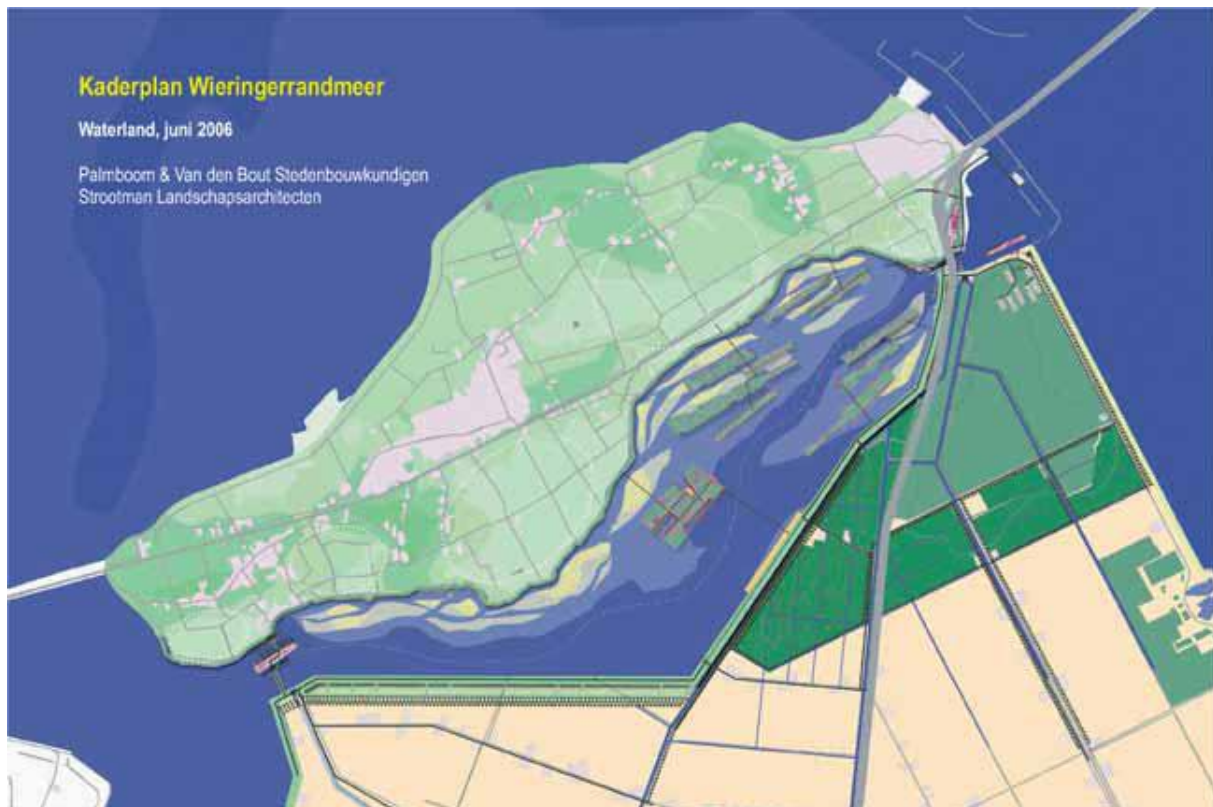 Kaderplan Wieringerrandmeer
Waterland, juni 2006
Palmboom & Van den Bout Stedenbouwkundigen
Strootman Landschapsarchitecten